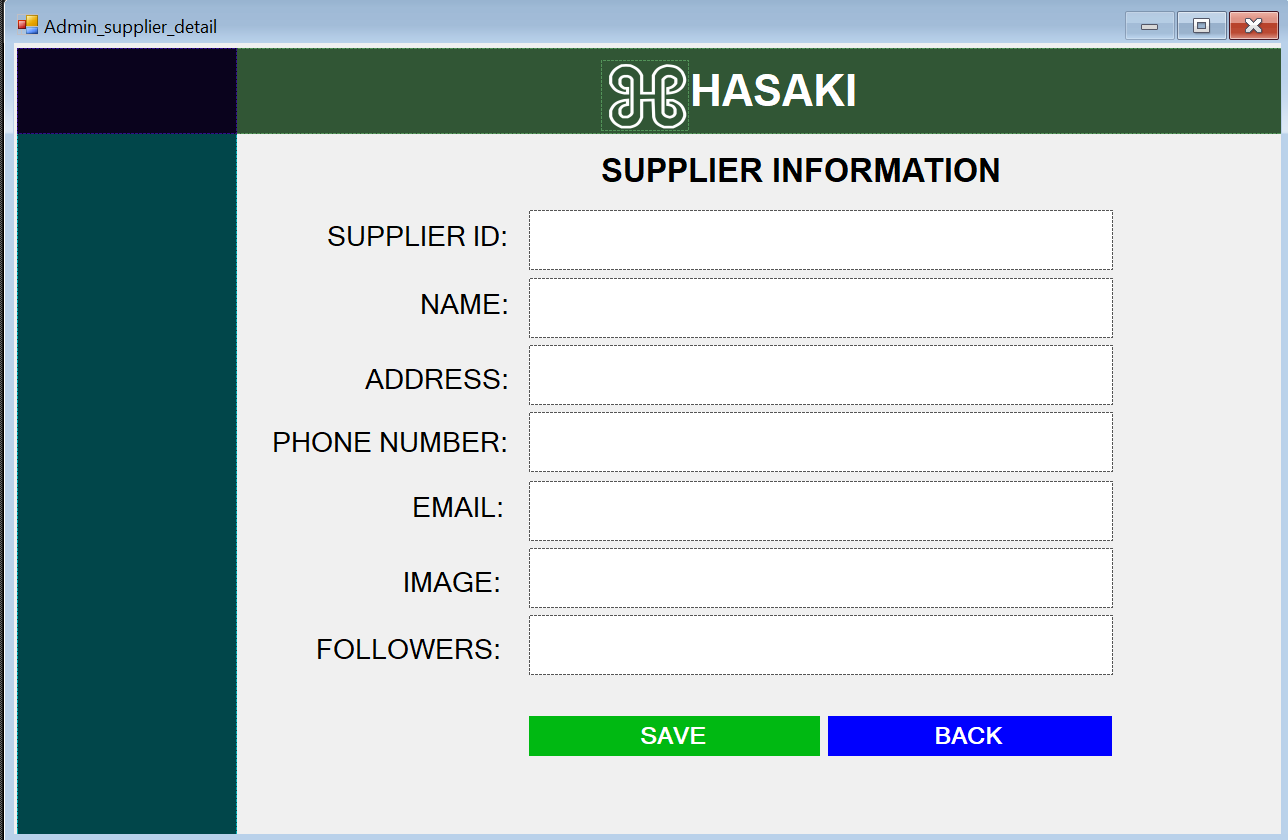 Admin_supplier_detail
HASAKI
SUPPLIER INFORMATION
SUPPLIER ID:
NAME:
ADDRESS:
PHONE NUMBER:
EMAIL:
IMAGE:
FOLLOWERS:
SAVE BACK